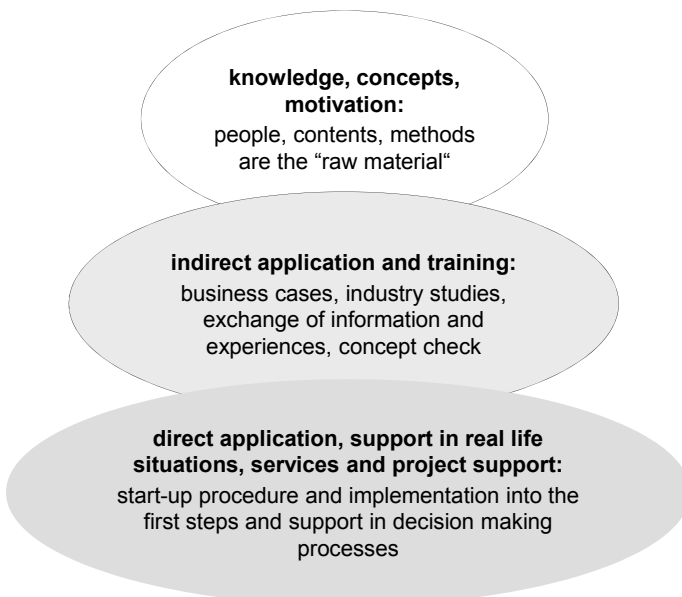 knowledge, concepts,
motivation:
people, contents, methods
are the “raw material“
indirect application and training:
business cases, industry studies,
exchange of information and
experiences, concept check
direct application, support in real life
situations, services and project support:
start-up procedure and implementation into the
first steps and support in decision making
processes